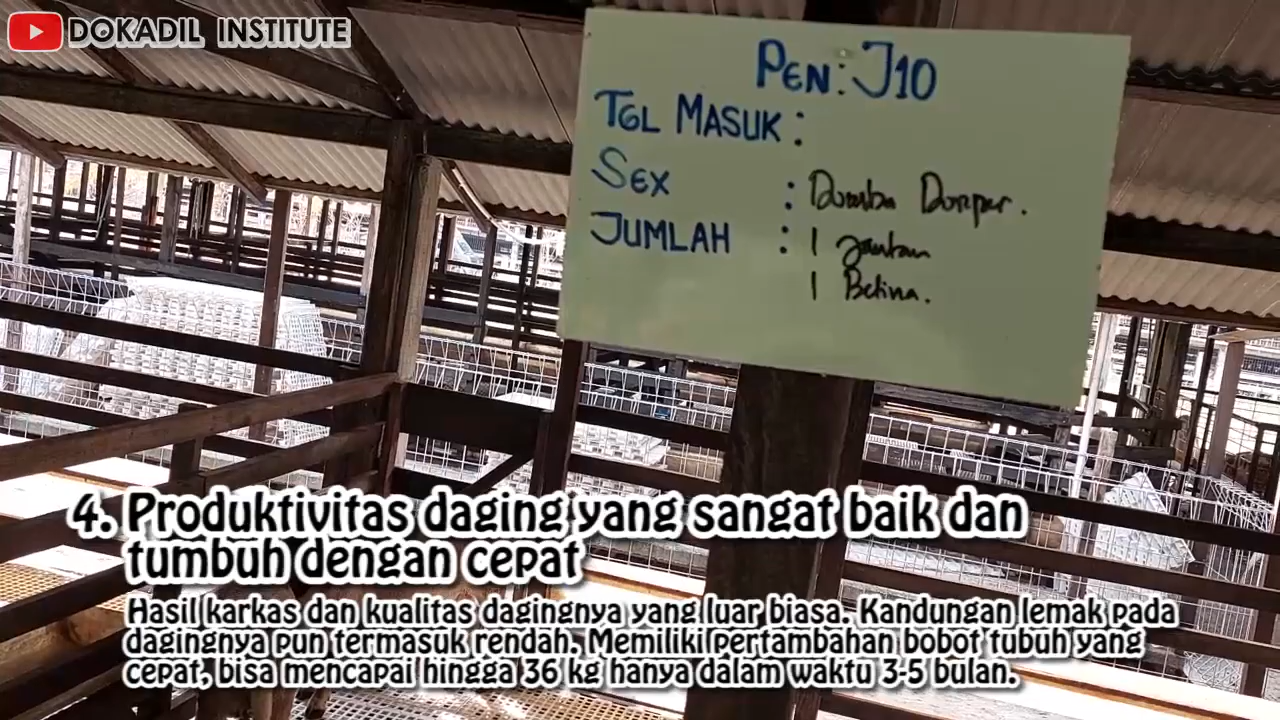 DOKADIL INSTITUTE
PEN: J10
TGL MASUK :
SEX : Domba Dorper.
JUMLAH : 1 Jantan
1 Betina.
4. Produktivitas daging yang sangat baik dan
tumbuh dengan cepat
Hasil karkas dan kualitas dagingnya yang luar biasa. Kandungan lemak pada
dagingnya pun termasuk rendah. Memiliki pertambahan bobot tubuh yang
cepat, bisa mencapai hingga 36 kg hanya dalam waktu 3-5 bulan.